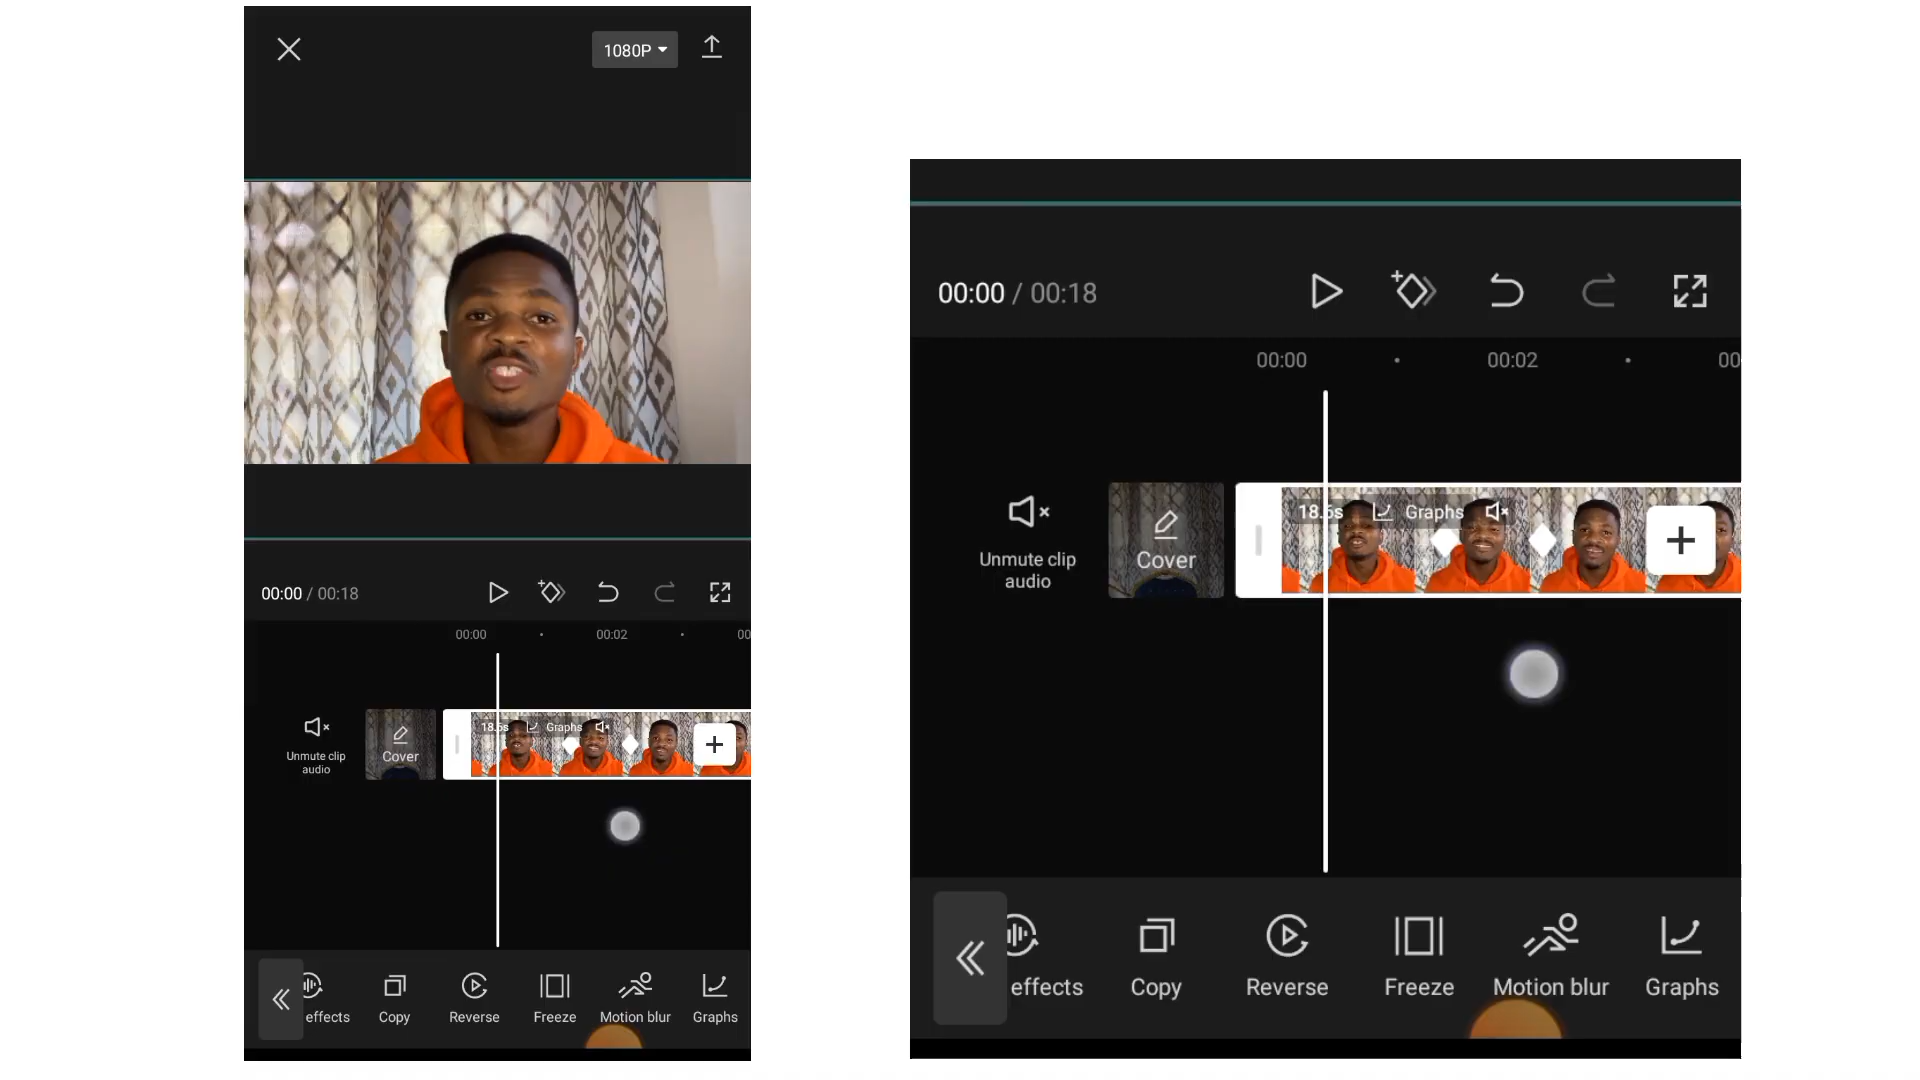 1080P
00:00 / 00:18
00:00
00:02
00
18.6s
Graphs
Unmute clip
audio
Cover
effects
Copy
Reverse
Freeze
Motion blur
Graphs
00:00 / 00:18
00:00
00:02
00
18.6s
Graphs
Unmute clip
audio
Cover
effects
Copy
Reverse
Freeze
Motion blur
Graphs